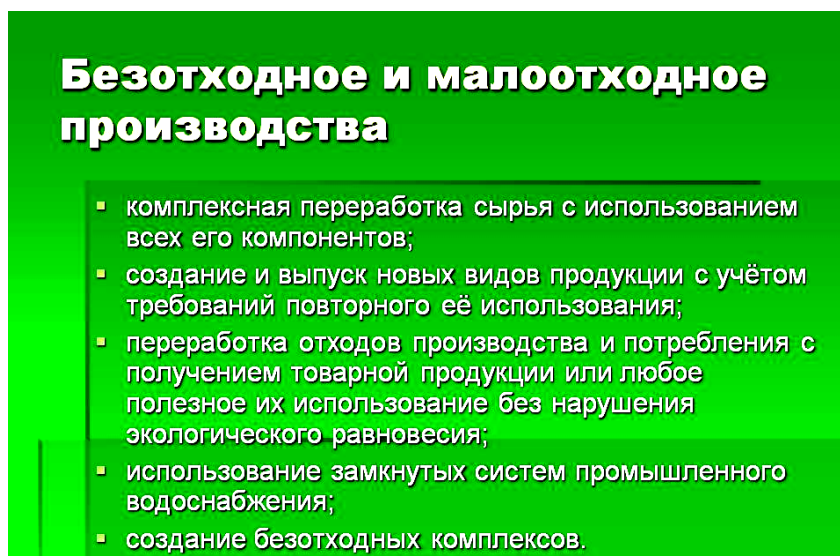 Безотходное и малоотходное
производства
комплексная переработка сырья с использованием
всех его компонентов;
создание и выпуск новых видов продукции с учётом
требований повторного её использования;
переработка отходов производства и потребления с
получением товарной продукции или любое
полезное их использование без нарушения
экологического равновесия;
использование замкнутых систем промышленного
водоснабжения;
создание безотходных комплексов.